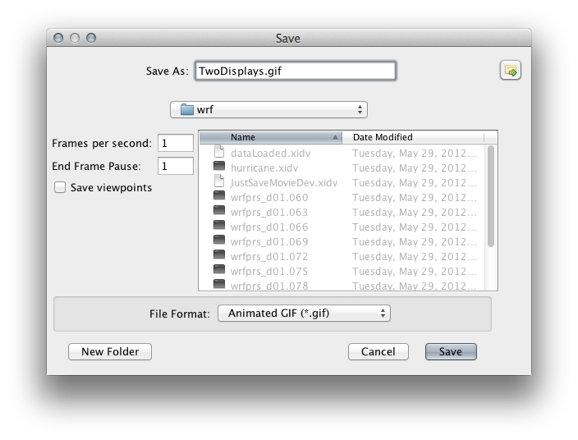 Save
Save As: TwoDisplays.gif
wrf
Frames per second: 1
End Frame Pause: 1
Save viewpoints
Name Date Modified
dataLoaded.xidv Tuesday, May 29, 2012...
hurricane.xidv Tuesday, May 29, 2012...
JustSaveMovieDev.xidv Tuesday, May 29, 2012...
wrfprs_d01.060 Tuesday, May 29, 2012...
wrfprs_d01.063 Tuesday, May 29, 2012...
wrfprs_d01.066 Tuesday, May 29, 2012...
wrfprs_d01.069 Tuesday, May 29, 2012...
wrfprs_d01.072 Tuesday, May 29, 2012...
wrfprs_d01.075 Tuesday, May 29, 2012...
wrfprs_d01.078 Tuesday, May 29, 2012...
File Format: Animated GIF (*.gif)
New Folder Cancel Save